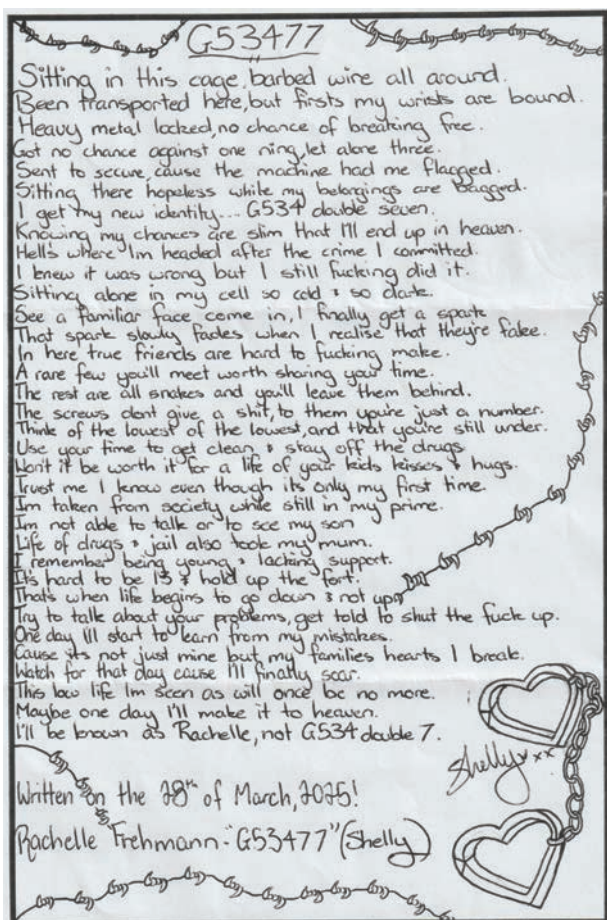 G53477
Sitting in this cage, barbed wire all around.
Been transported here, but firsts my wrists are bound.
Heavy metal locked, no chance of breaking free.
Got no chance against one ning, let alone three.
Sent to secure, cause the machine had me flagged.
Sitting there hopeless while my belongings are bagged.
I get my new identity... G534 double seven.
Knowing my chances are slim that I'll end up in heaven.
Hell's where Im headed after the crime I committed.
I knew it was wrong but I still fucking did it.
Sitting alone in my cell so cold & so dark.
See a familiar face come in, I finally get a spark
That spark slowly fades when I realise that they're fake.
In here true friends are hard to fucking make.
A rare few you'll meet worth sharing your time.
The rest are all snakes and you'll leave them behind.
The screws dont give a shit, to them you're just a number.
Think of the lowest of the lowest, and that you're still under.
Use your time to get clean & stay off the drugs.
Won't it be worth it for a life of your kids kisses & hugs.
Trust me I know even though its only my first time.
Im taken from society while still in my prime.
Im not able to talk or to see my son
Life of drugs & jail also took my mum.
I remember being young, & lacking support.
It's hard to be 13 & hold up the fort.
Thats when life begins to go down & not up.
Try to talk about your problems, get told to shut the fuck up.
One day I'll start to learn from my mistakes.
Cause its not just mine but my families hearts I break.
Watch for that day cause I'll finally soar.
This low life Im seen as will once be no more.
Maybe one day I'll make it to heaven.
I'll be known as Rachelle, not G534 double 7.
Shelly xxx
Written on the 28th of March, 2025!
Rachelle Frehmann "G53477" (Shelly)